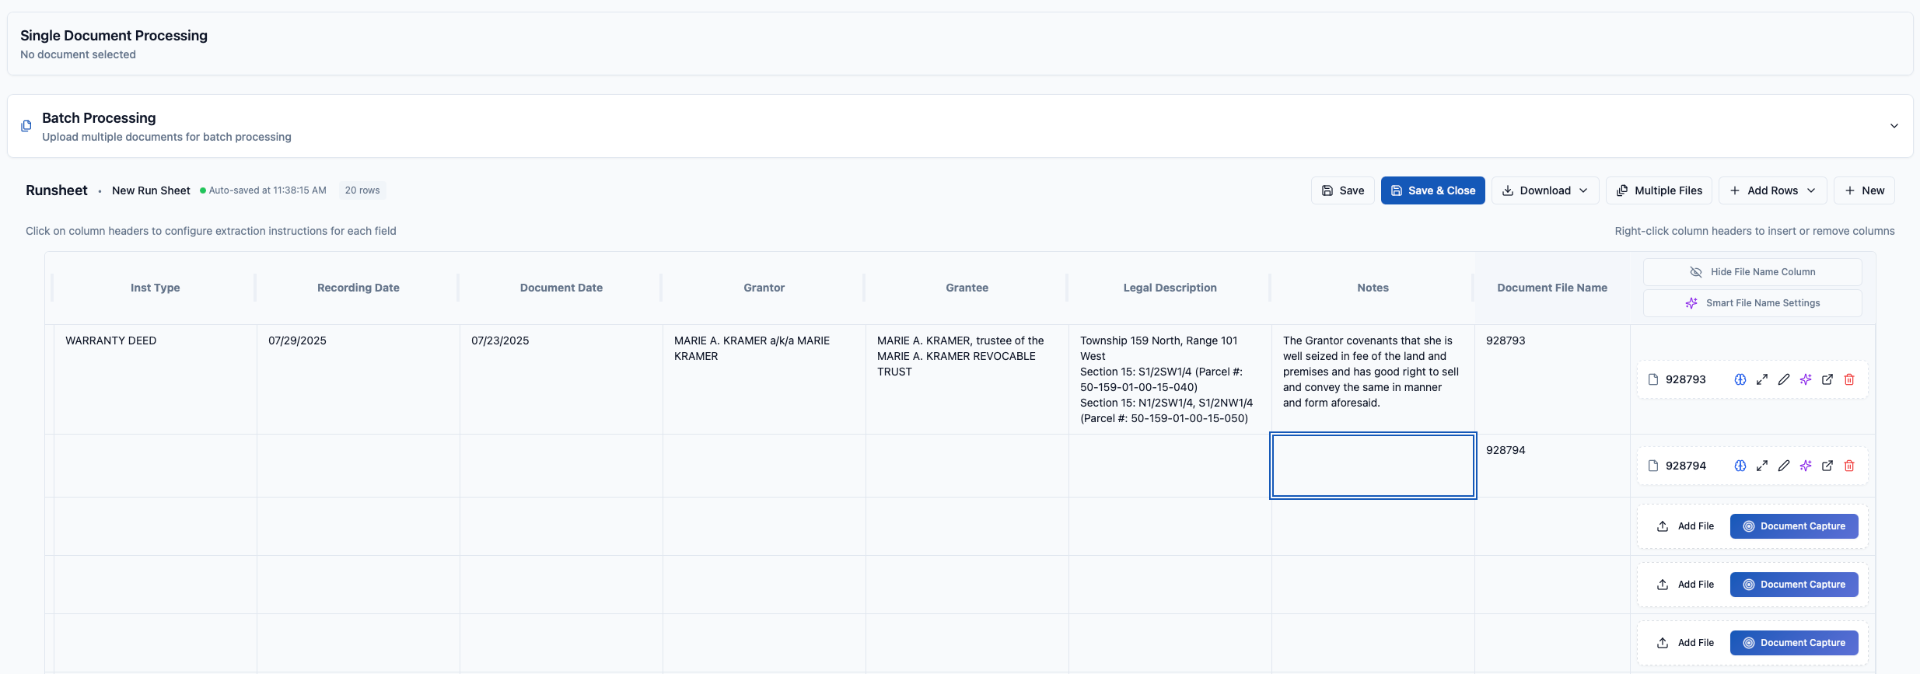 Single Document Processing
No document selected
Batch Processing
Upload multiple documents for batch processing
Runsheet • New Run Sheet Auto-saved at 11:38:15 AM 20 rows
Save Save & Close Download Multiple Files Add Rows New
Click on column headers to configure extraction instructions for each field
Right-click column headers to insert or remove columns
Inst Type Recording Date Document Date Grantor Grantee Legal Description Notes Document File Name
Hide File Name Column
Smart File Name Settings
WARRANTY DEED
07/29/2025
07/23/2025
MARIE A. KRAMER a/k/a MARIE
KRAMER
MARIE A. KRAMER, trustee of the
MARIE A. KRAMER REVOCABLE
TRUST
Township 159 North, Range 101
West
Section 15: S1/2SW1/4 (Parcel #:
50-159-01-00-15-040)
Section 15: N1/2SW1/4, S1/2NW1/4
(Parcel #: 50-159-01-00-15-050)
The Grantor covenants that she is
well seized in fee of the land and
premises and has good right to sell
and convey the same in manner
and form aforesaid.
928793
928793
928794
928794
Add File Document Capture
Add File Document Capture
Add File Document Capture